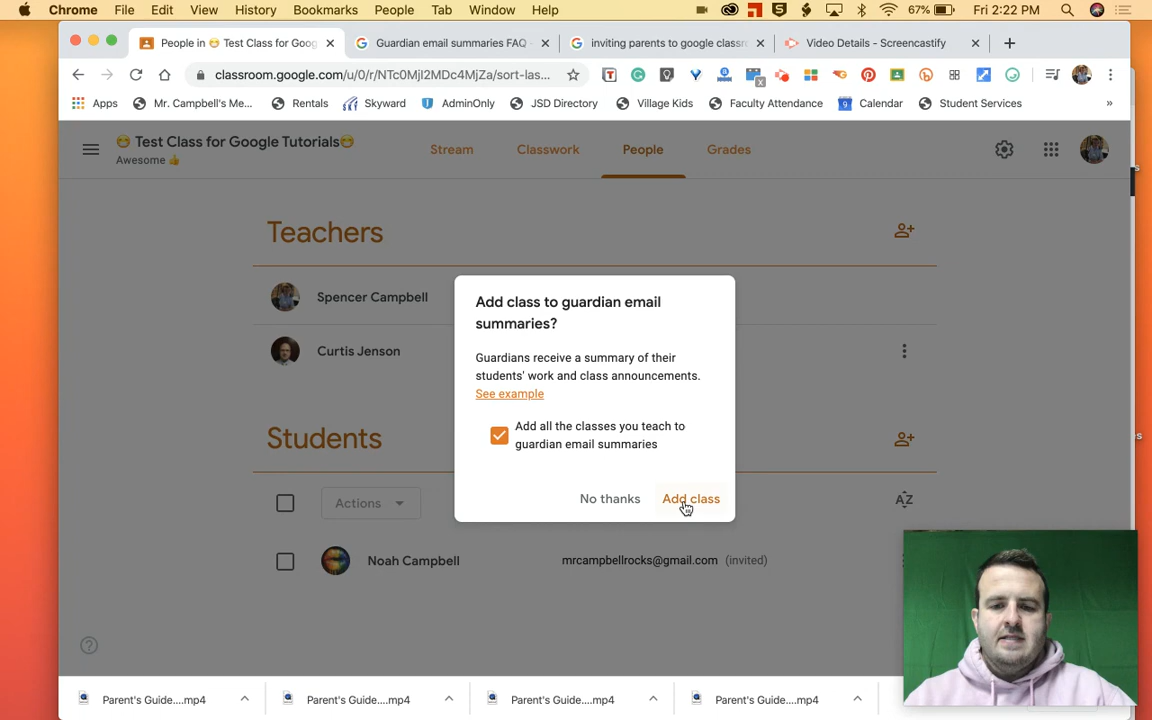 Chrome File Edit View History Bookmarks People Tab Window Help 67% Fri 2:22 PM
People in 😁 Test Class for Goog Guardian email summaries FAQ - inviting parents to google classr Video Details - Screencastify
classroom.google.com/u/0/r/NTc0MjI2MDc4MjZa/sort-las...
Apps Mr. Campbell's Me... Rentals Skyward AdminOnly JSD Directory Village Kids Faculty Attendance Calendar Student Services »
😁 Test Class for Google Tutorials😁
Awesome 👍
Stream Classwork People Grades
Teachers
Spencer Campbell
Curtis Jenson
Add class to guardian email
summaries?
Guardians receive a summary of their
students' work and class announcements.
See example
Add all the classes you teach to
guardian email summaries
No thanks Add class
Students
Actions
AZ
Noah Campbell mrcampbellrocks@gmail.com (invited)
Parent's Guide....mp4 Parent's Guide....mp4 Parent's Guide....mp4 Parent's Guide....mp4